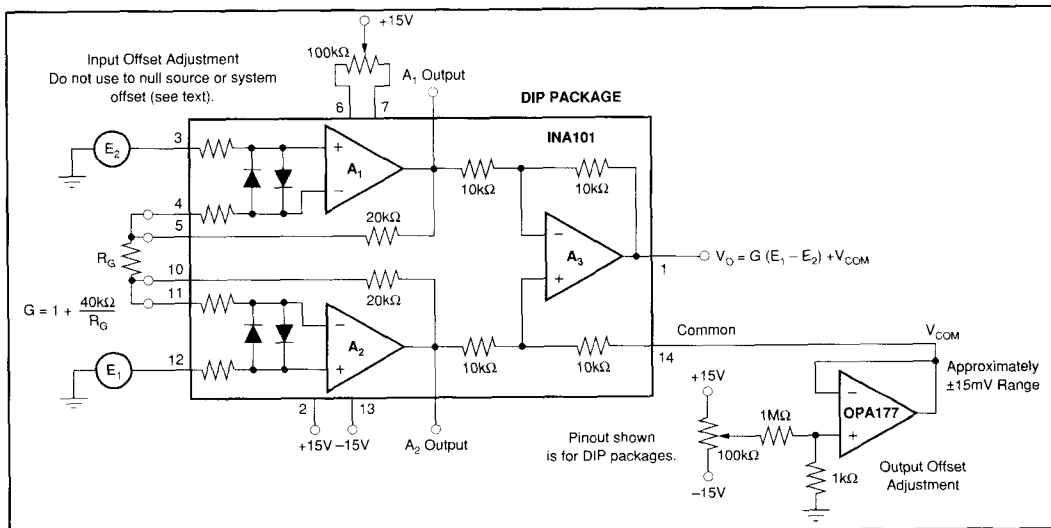 +15V
Input Offset Adjustment
Do not use to null source or system
offset (see text).
100kΩ
A1 Output
6
7
DIP PACKAGE
INA101
E2
3
A1
+
−
10kΩ
10kΩ
4
5
20kΩ
RG
10
20kΩ
11
G = 1 + 40kΩ / RG
−
A3
+
1
VO = G (E1 − E2) +VCOM
E1
12
−
A2
+
10kΩ
10kΩ
Common
14
VCOM
2
13
+15V
−15V
A2 Output
Pinout shown
is for DIP packages.
+15V
100kΩ
−15V
1MΩ
1kΩ
−
OPA177
+
Approximately
±15mV Range
Output Offset
Adjustment